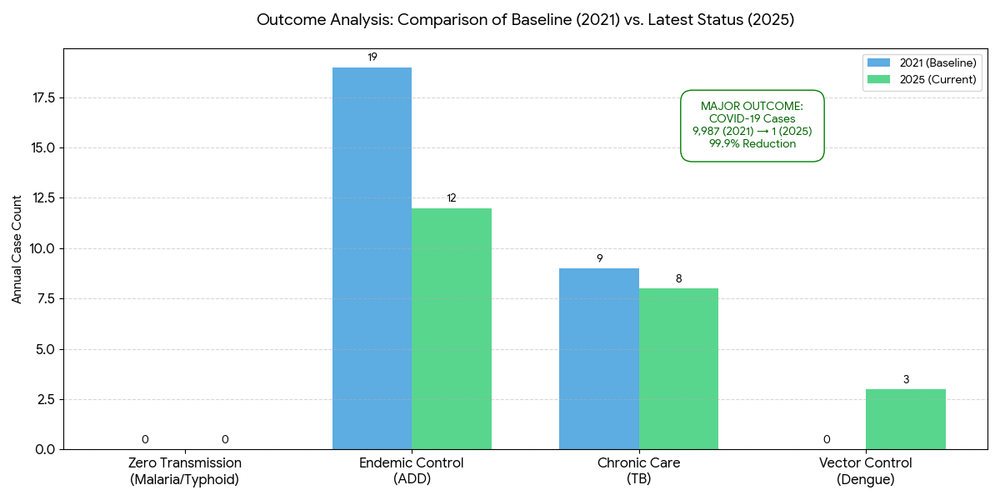 Outcome Analysis: Comparison of Baseline (2021) vs. Latest Status (2025)
2021 (Baseline)
2025 (Current)
MAJOR OUTCOME:
COVID-19 Cases
9,987 (2021) → 1 (2025)
99.9% Reduction
Annual Case Count
17.5
15.0
12.5
10.0
7.5
5.0
2.5
0.0
0
0
19
12
9
8
0
3
Zero Transmission
(Malaria/Typhoid)
Endemic Control
(ADD)
Chronic Care
(TB)
Vector Control
(Dengue)